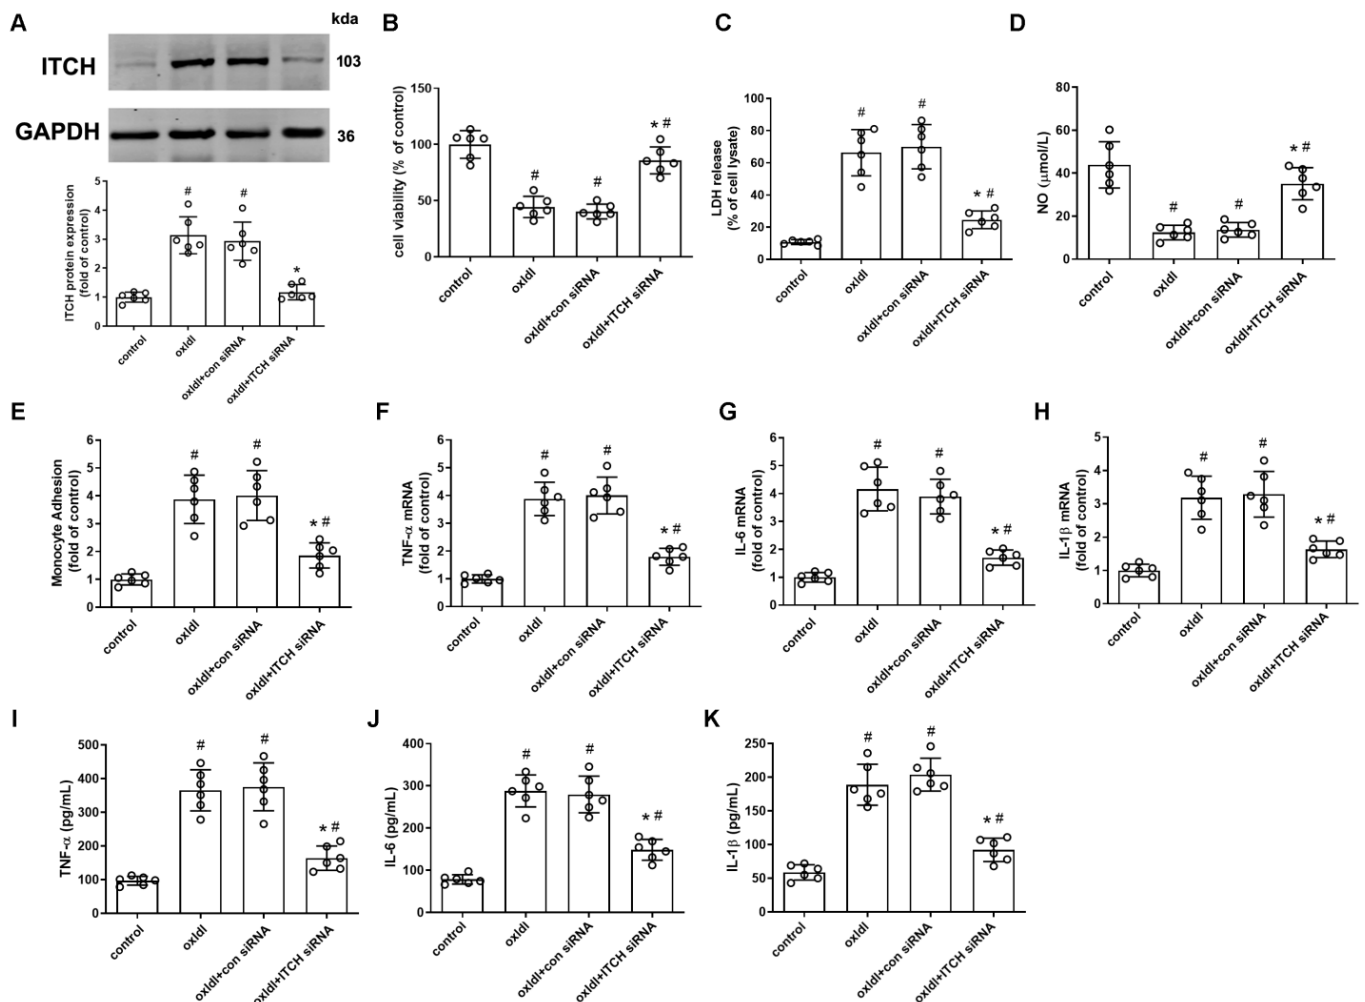 A
kda
ITCH
103
GAPDH
36
ITCH protein expression
(fold of control)
5
4
3
2
1
0
#
#
*
control
oxldl
oxldl+con siRNA
oxldl+ITCH siRNA
B
cell viability (% of control)
150
100
50
0
#
#
* #
control
oxldl
oxldl+con siRNA
oxldl+ITCH siRNA
C
LDH release
(% of cell lysate)
100
80
60
40
20
0
#
#
* #
control
oxldl
oxldl+con siRNA
oxldl+ITCH siRNA
D
NO (μmol/L)
80
60
40
20
0
#
#
* #
control
oxldl
oxldl+con siRNA
oxldl+ITCH siRNA
E
Monocyte Adhesion
(fold of control)
6
5
4
3
2
1
0
#
#
* #
control
oxldl
oxldl+con siRNA
oxldl+ITCH siRNA
F
TNF-α mRNA
(fold of control)
6
5
4
3
2
1
0
#
#
* #
control
oxldl
oxldl+con siRNA
oxldl+ITCH siRNA
G
IL-6 mRNA
(fold of control)
6
5
4
3
2
1
0
#
#
* #
control
oxldl
oxldl+con siRNA
oxldl+ITCH siRNA
H
IL-1β mRNA
(fold of control)
5
4
3
2
1
0
#
#
* #
control
oxldl
oxldl+con siRNA
oxldl+ITCH siRNA
I
TNF-α (pg/mL)
500
400
300
200
100
0
#
#
* #
control
oxldl
oxldl+con siRNA
oxldl+ITCH siRNA
J
IL-6 (pg/mL)
400
300
200
100
0
#
#
* #
control
oxldl
oxldl+con siRNA
oxldl+ITCH siRNA
K
IL-1β (pg/mL)
250
200
150
100
50
0
#
#
* #
control
oxldl
oxldl+con siRNA
oxldl+ITCH siRNA